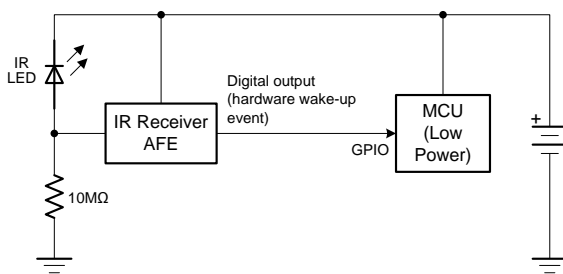 IR
LED
Digital output
(hardware wake-up
event)
IR Receiver
AFE
GPIO
MCU
(Low
Power)
+
10MΩ